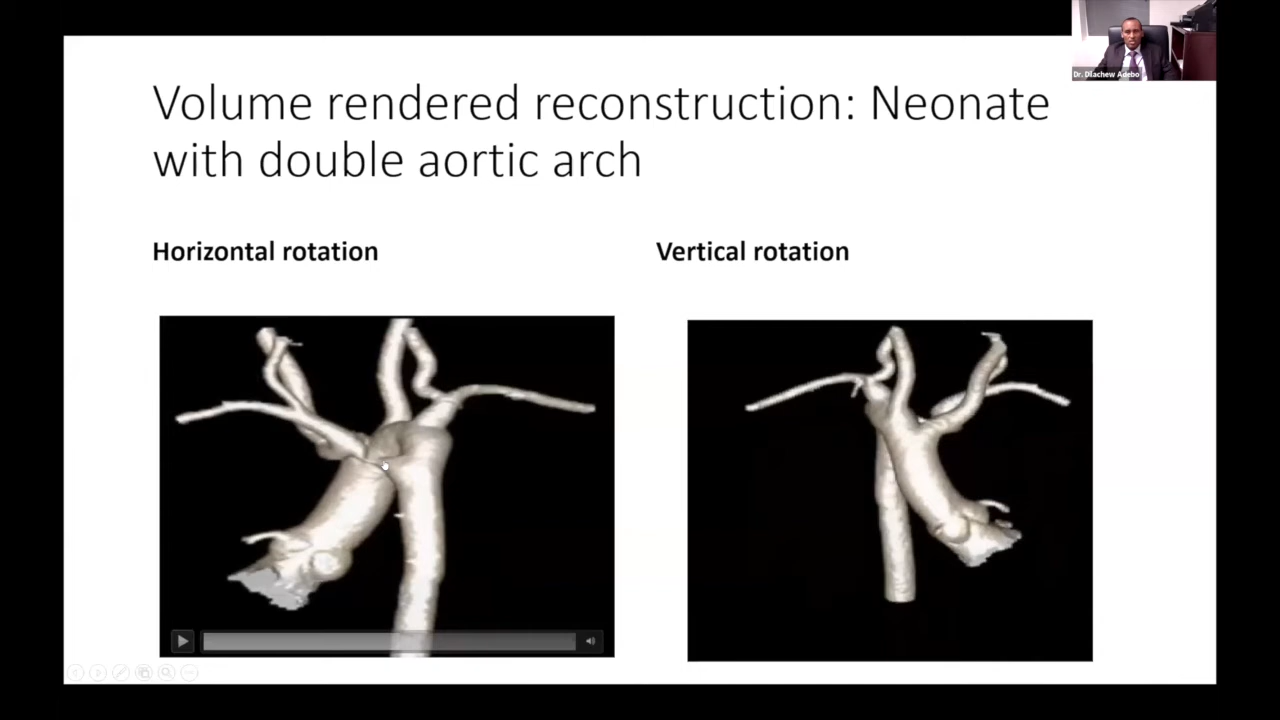 Dr. Dilachew Adebo
Volume rendered reconstruction: Neonate
with double aortic arch
Horizontal rotation
Vertical rotation